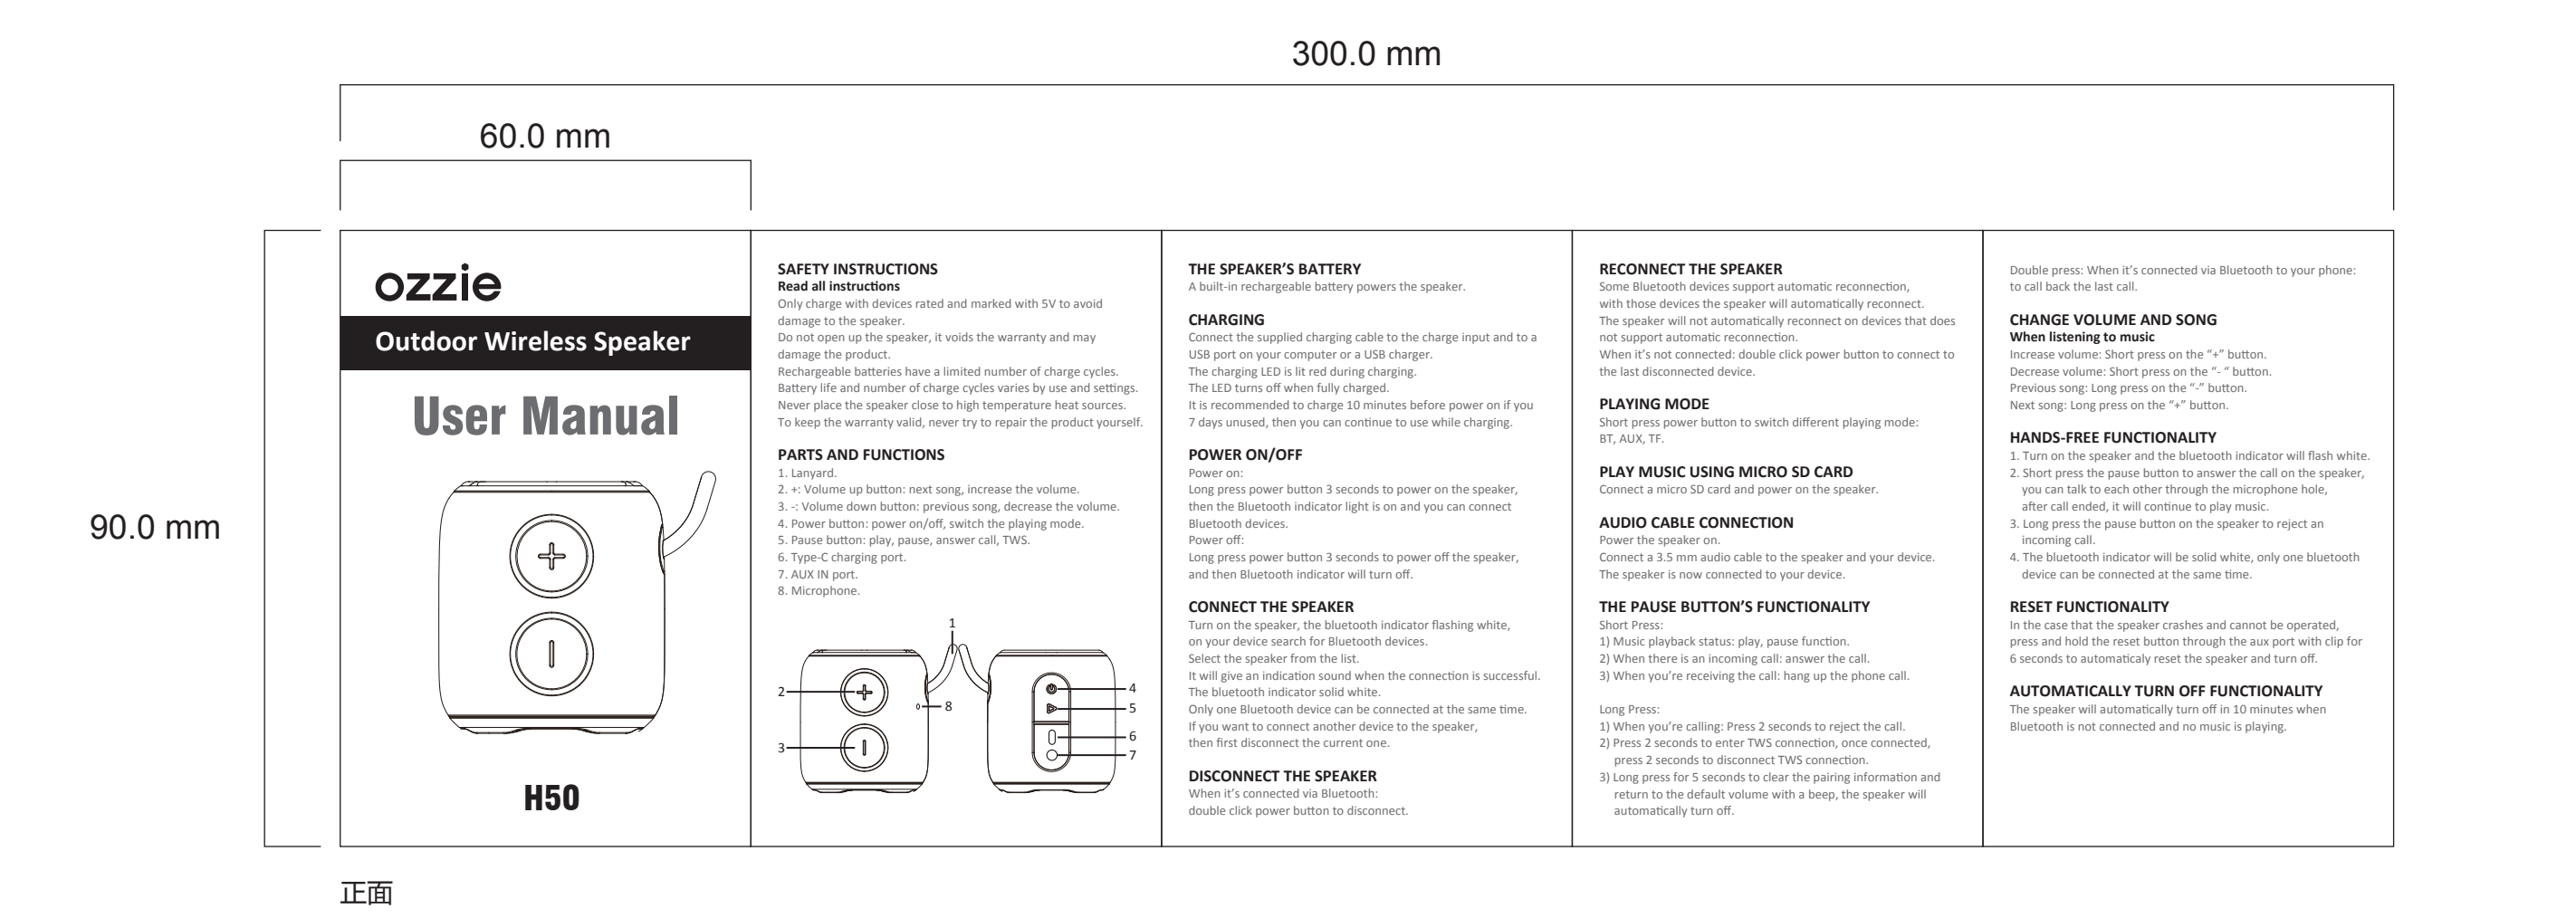 300.0 mm
60.0 mm
90.0 mm
ozzie
Outdoor Wireless Speaker
User Manual
H50
SAFETY INSTRUCTIONS
Read all instructions
Only charge with devices rated and marked with 5V to avoid
damage to the speaker.
Do not open up the speaker, it voids the warranty and may
damage the product.
Rechargeable batteries have a limited number of charge cycles.
Battery life and number of charge cycles varies by use and settings.
Never place the speaker close to high temperature heat sources.
To keep the warranty valid, never try to repair the product yourself.
PARTS AND FUNCTIONS
1. Lanyard.
2. +: Volume up button: next song, increase the volume.
3. -: Volume down button: previous song, decrease the volume.
4. Power button: power on/off, switch the playing mode.
5. Pause button: play, pause, answer call, TWS.
6. Type-C charging port.
7. AUX IN port.
8. Microphone.
1
2
3
8
4
5
6
7
THE SPEAKER’S BATTERY
A built-in rechargeable battery powers the speaker.
CHARGING
Connect the supplied charging cable to the charge input and to a
USB port on your computer or a USB charger.
The charging LED is lit red during charging.
The LED turns off when fully charged.
It is recommended to charge 10 minutes before power on if you
7 days unused, then you can continue to use while charging.
POWER ON/OFF
Power on:
Long press power button 3 seconds to power on the speaker,
then the Bluetooth indicator light is on and you can connect
Bluetooth devices.
Power off:
Long press power button 3 seconds to power off the speaker,
and then Bluetooth indicator will turn off.
CONNECT THE SPEAKER
Turn on the speaker, the bluetooth indicator flashing white,
on your device search for Bluetooth devices.
Select the speaker from the list.
It will give an indication sound when the connection is successful.
The bluetooth indicator solid white.
Only one Bluetooth device can be connected at the same time.
If you want to connect another device to the speaker,
then first disconnect the current one.
DISCONNECT THE SPEAKER
When it’s connected via Bluetooth:
double click power button to disconnect.
RECONNECT THE SPEAKER
Some Bluetooth devices support automatic reconnection,
with those devices the speaker will automatically reconnect.
The speaker will not automatically reconnect on devices that does
not support automatic reconnection.
When it’s not connected: double click power button to connect to
the last disconnected device.
PLAYING MODE
Short press power button to switch different playing mode:
BT, AUX, TF.
PLAY MUSIC USING MICRO SD CARD
Connect a micro SD card and power on the speaker.
AUDIO CABLE CONNECTION
Power the speaker on.
Connect a 3.5 mm audio cable to the speaker and your device.
The speaker is now connected to your device.
THE PAUSE BUTTON’S FUNCTIONALITY
Short Press:
1) Music playback status: play, pause function.
2) When there is an incoming call: answer the call.
3) When you’re receiving the call: hang up the phone call.
Long Press:
1) When you’re calling: Press 2 seconds to reject the call.
2) Press 2 seconds to enter TWS connection, once connected,
press 2 seconds to disconnect TWS connection.
3) Long press for 5 seconds to clear the pairing information and
return to the default volume with a beep, the speaker will
automatically turn off.
Double press: When it’s connected via Bluetooth to your phone:
to call back the last call.
CHANGE VOLUME AND SONG
When listening to music
Increase volume: Short press on the “+” button.
Decrease volume: Short press on the “- “ button.
Previous song: Long press on the “-” button.
Next song: Long press on the “+” button.
HANDS-FREE FUNCTIONALITY
1. Turn on the speaker and the bluetooth indicator will flash white.
2. Short press the pause button to answer the call on the speaker,
you can talk to each other through the microphone hole,
after call ended, it will continue to play music.
3. Long press the pause button on the speaker to reject an
incoming call.
4. The bluetooth indicator will be solid white, only one bluetooth
device can be connected at the same time.
RESET FUNCTIONALITY
In the case that the speaker crashes and cannot be operated,
press and hold the reset button through the aux port with clip for
6 seconds to automaticaly reset the speaker and turn off.
AUTOMATICALLY TURN OFF FUNCTIONALITY
The speaker will automatically turn off in 10 minutes when
Bluetooth is not connected and no music is playing.
正面